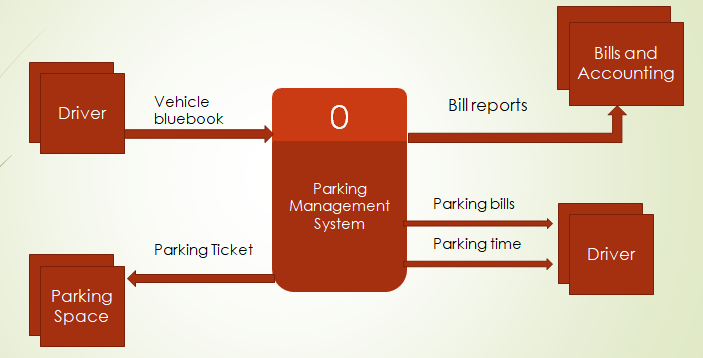 Bills and
Accounting
Driver
Vehicle
bluebook
0
Bill reports
Parking
Management
System
Parking bills
Parking time
Driver
Parking Ticket
Parking
Space